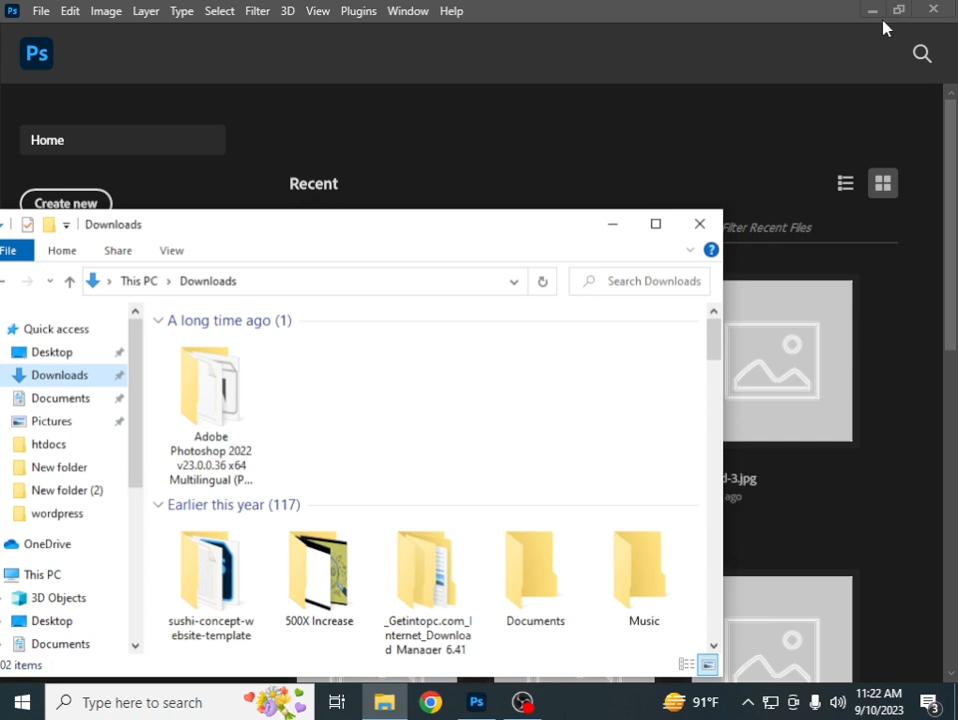 Ps File Edit Image Layer Type Select Filter 3D View Plugins Window Help
Ps
Home
Recent
Create new
Downloads
Filter Recent Files
File Home Share View
This PC > Downloads
Search Downloads
Quick access
Desktop
Downloads
Documents
Pictures
htdocs
New folder
New folder (2)
wordpress
OneDrive
This PC
3D Objects
Desktop
Documents
A long time ago (1)
Adobe
Photoshop 2022
v23.0.0.36 x64
Multilingual (P...
Earlier this year (117)
sushi-concept-w
ebsite-template
500X Increase
_Getintopc.com_I
nternet_Downloa
d_Manager_6.41
Documents
Music
d-3.jpg
ago
02 items
Type here to search
Ps
91°F
11:22 AM
9/10/2023
3